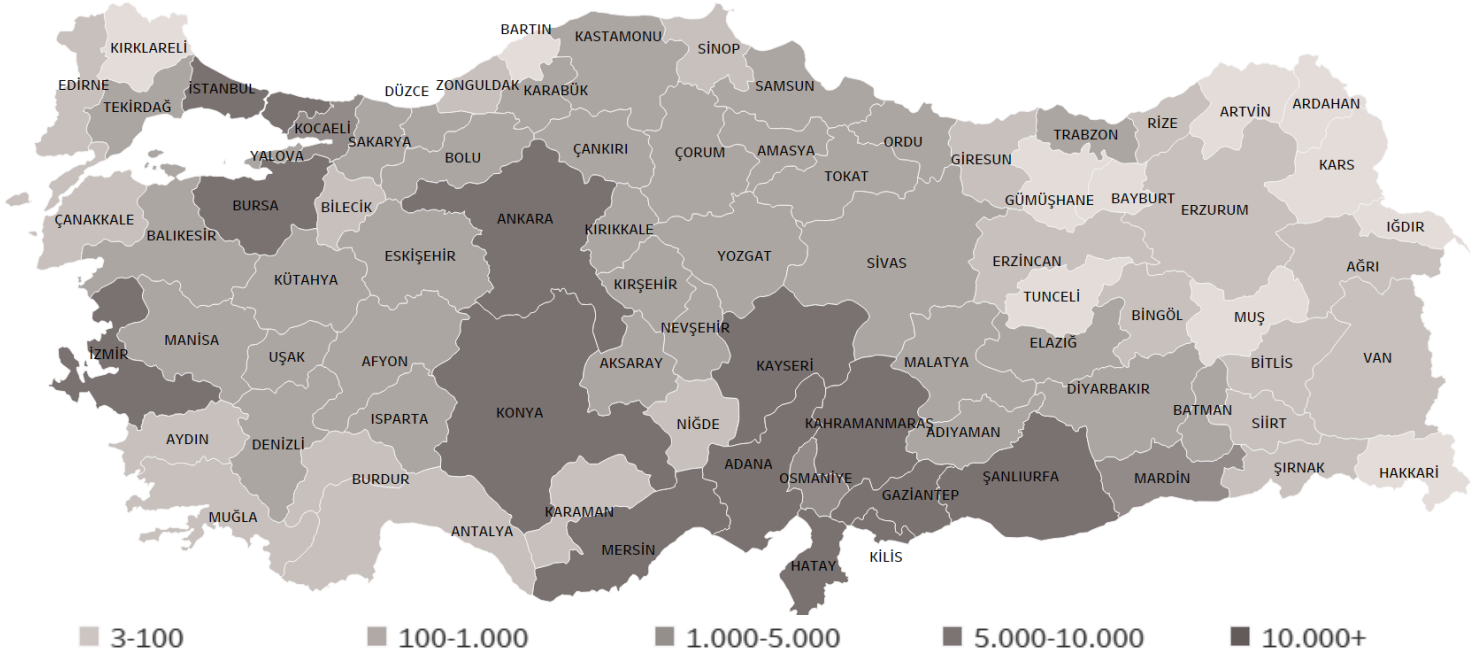 BARTIN
KASTAMONU
SİNOP
KIRKLARELİ
EDİRNE
İSTANBUL
TEKİRDAĞ
DÜZCE
ZONGULDAK
KARABÜK
SAMSUN
KOCAELİ
SAKARYA
YALOVA
BOLU
ÇANKIRI
ÇORUM
AMASYA
ORDU
TOKAT
GİRESUN
TRABZON
RİZE
ARTVİN
ARDAHAN
KARS
GÜMÜŞHANE
BAYBURT
ERZURUM
IĞDIR
ÇANAKKALE
BURSA
BİLECİK
BALIKESİR
ESKİŞEHİR
ANKARA
KIRIKKALE
YOZGAT
SİVAS
ERZİNCAN
AĞRI
KÜTAHYA
KIRŞEHİR
TUNCELİ
BİNGÖL
MUŞ
NEVŞEHİR
MANİSA
İZMİR
UŞAK
AFYON
AKSARAY
KAYSERİ
MALATYA
ELAZIĞ
BİTLİS
VAN
DİYARBAKIR
BATMAN
SİİRT
ISPARTA
KONYA
NİĞDE
KAHRAMANMARAŞ
ADIYAMAN
AYDIN
DENİZLİ
BURDUR
ADANA
OSMANİYE
GAZİANTEP
ŞANLIURFA
MARDİN
ŞIRNAK
HAKKARİ
MUĞLA
ANTALYA
KARAMAN
MERSİN
HATAY
KİLİS
3-100
100-1.000
1.000-5.000
5.000-10.000
10.000+